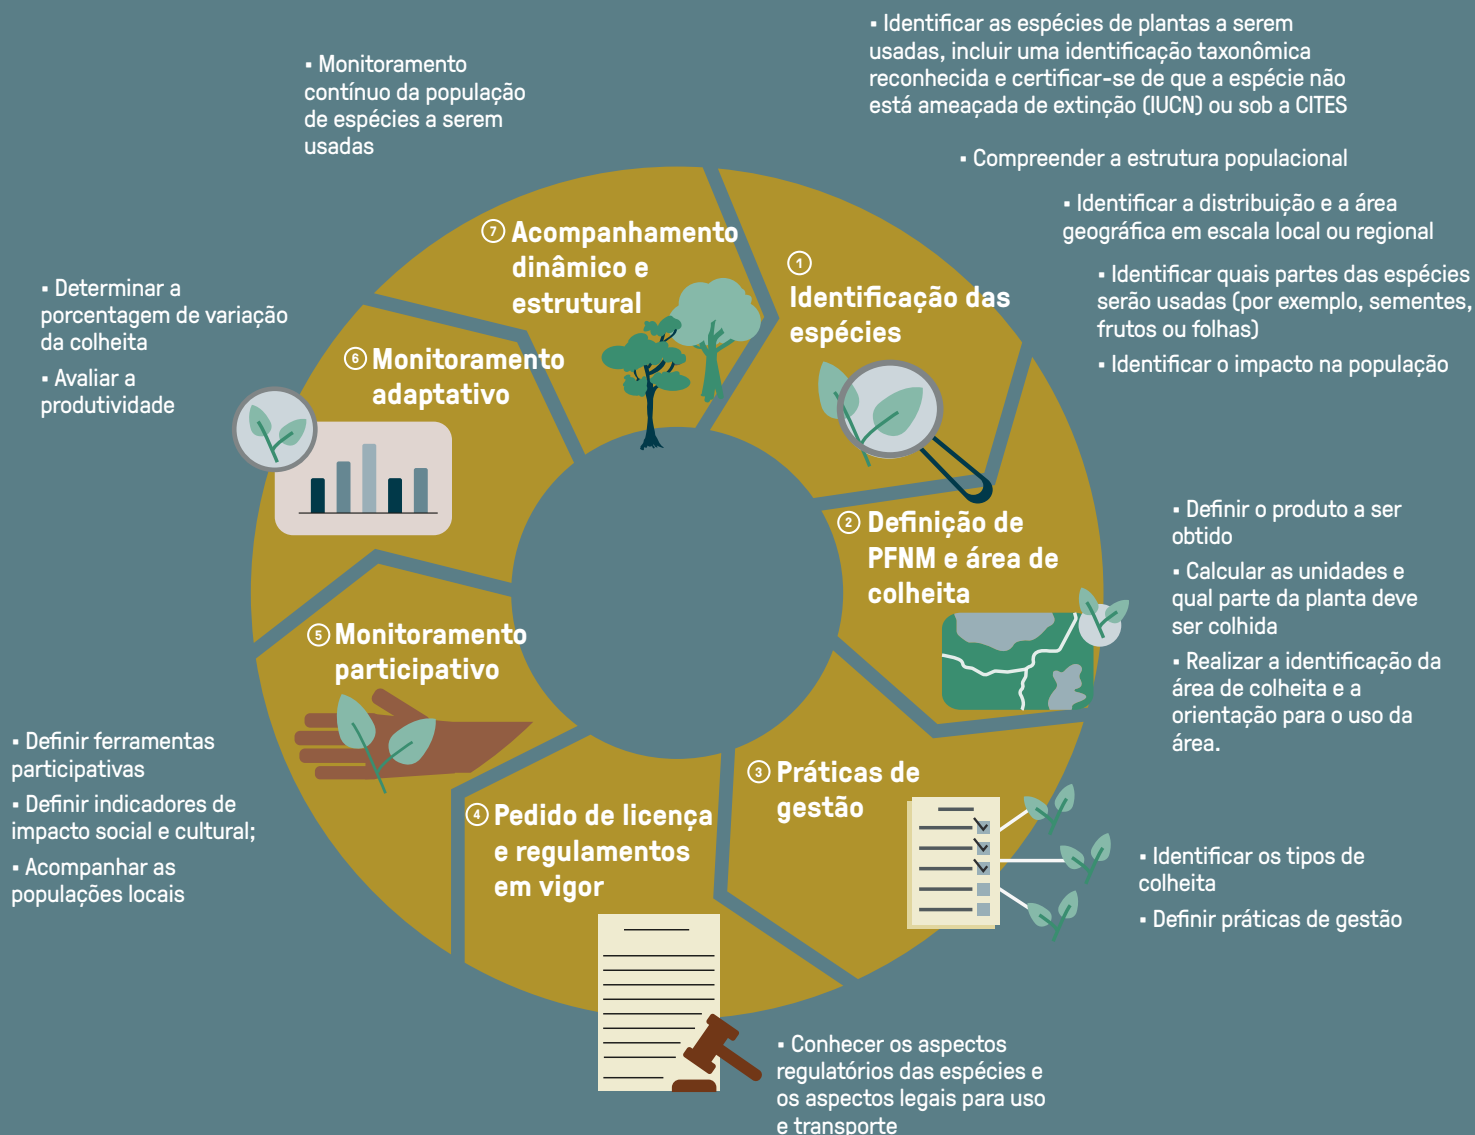 ▪ Identificar as espécies de plantas a serem
usadas, incluir uma identificação taxonômica
reconhecida e certificar-se de que a espécie não
está ameaçada de extinção (IUCN) ou sob a CITES
▪ Compreender a estrutura populacional
▪ Identificar a distribuição e a área
geográfica em escala local ou regional
▪ Identificar quais partes das espécies
serão usadas (por exemplo, sementes,
frutos ou folhas)
▪ Identificar o impacto na população
1
Identificação das
espécies
2 Definição de
PFNM e área de
colheita
▪ Definir o produto a ser
obtido
▪ Calcular as unidades e
qual parte da planta deve
ser colhida
▪ Realizar a identificação da
área de colheita e a
orientação para o uso da
área.
3 Práticas de
gestão
▪ Identificar os tipos de
colheita
▪ Definir práticas de gestão
4 Pedido de licença
e regulamentos
em vigor
▪ Conhecer os aspectos
regulatórios das espécies e
os aspectos legais para uso
e transporte
5 Monitoramento
participativo
▪ Definir ferramentas
participativas
▪ Definir indicadores de
impacto social e cultural;
▪ Acompanhar as
populações locais
6 Monitoramento
adaptativo
▪ Determinar a
porcentagem de variação
da colheita
▪ Avaliar a
produtividade
7 Acompanhamento
dinâmico e
estrutural
▪ Monitoramento
contínuo da população
de espécies a serem
usadas